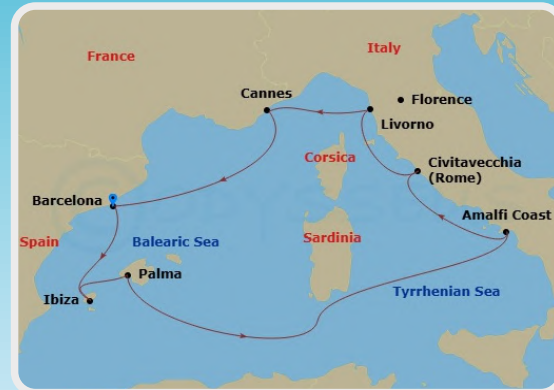 France
Italy
Cannes
Florence
Livorno
Corsica
Civitavecchia
(Rome)
Barcelona
Amalfi Coast
Spain
Balearic Sea
Sardinia
Palma
Tyrrhenian Sea
Ibiza